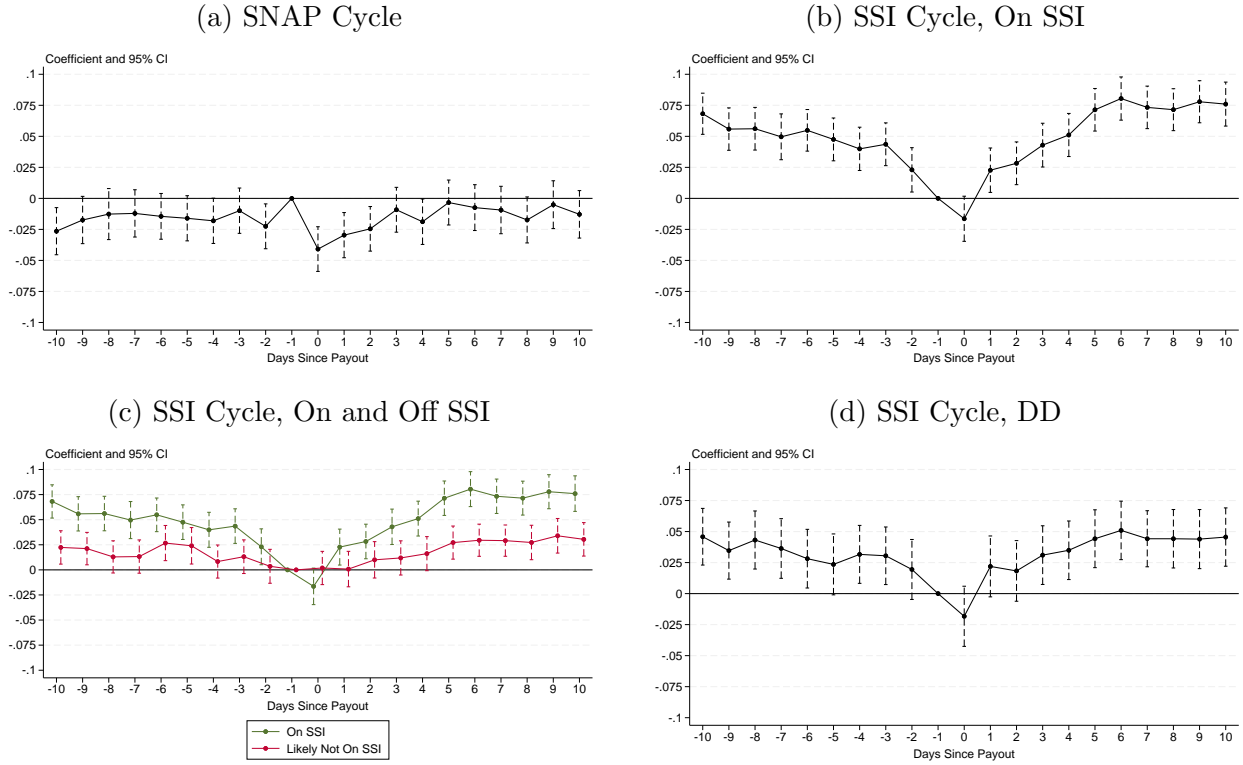 (a) SNAP Cycle
Coefficient and 95% CI
.1
.075
.05
.025
0
-.025
-.05
-.075
-.1
-10 -9 -8 -7 -6 -5 -4 -3 -2 -1 0 1 2 3 4 5 6 7 8 9 10
Days Since Payout
(b) SSI Cycle, On SSI
Coefficient and 95% CI
.1
.075
.05
.025
0
-.025
-.05
-.075
-.1
-10 -9 -8 -7 -6 -5 -4 -3 -2 -1 0 1 2 3 4 5 6 7 8 9 10
Days Since Payout
(c) SSI Cycle, On and Off SSI
Coefficient and 95% CI
.1
.075
.05
.025
0
-.025
-.05
-.075
-.1
-10 -9 -8 -7 -6 -5 -4 -3 -2 -1 0 1 2 3 4 5 6 7 8 9 10
Days Since Payout
On SSI
Likely Not On SSI
(d) SSI Cycle, DD
Coefficient and 95% CI
.1
.075
.05
.025
0
-.025
-.05
-.075
-.1
-10 -9 -8 -7 -6 -5 -4 -3 -2 -1 0 1 2 3 4 5 6 7 8 9 10
Days Since Payout